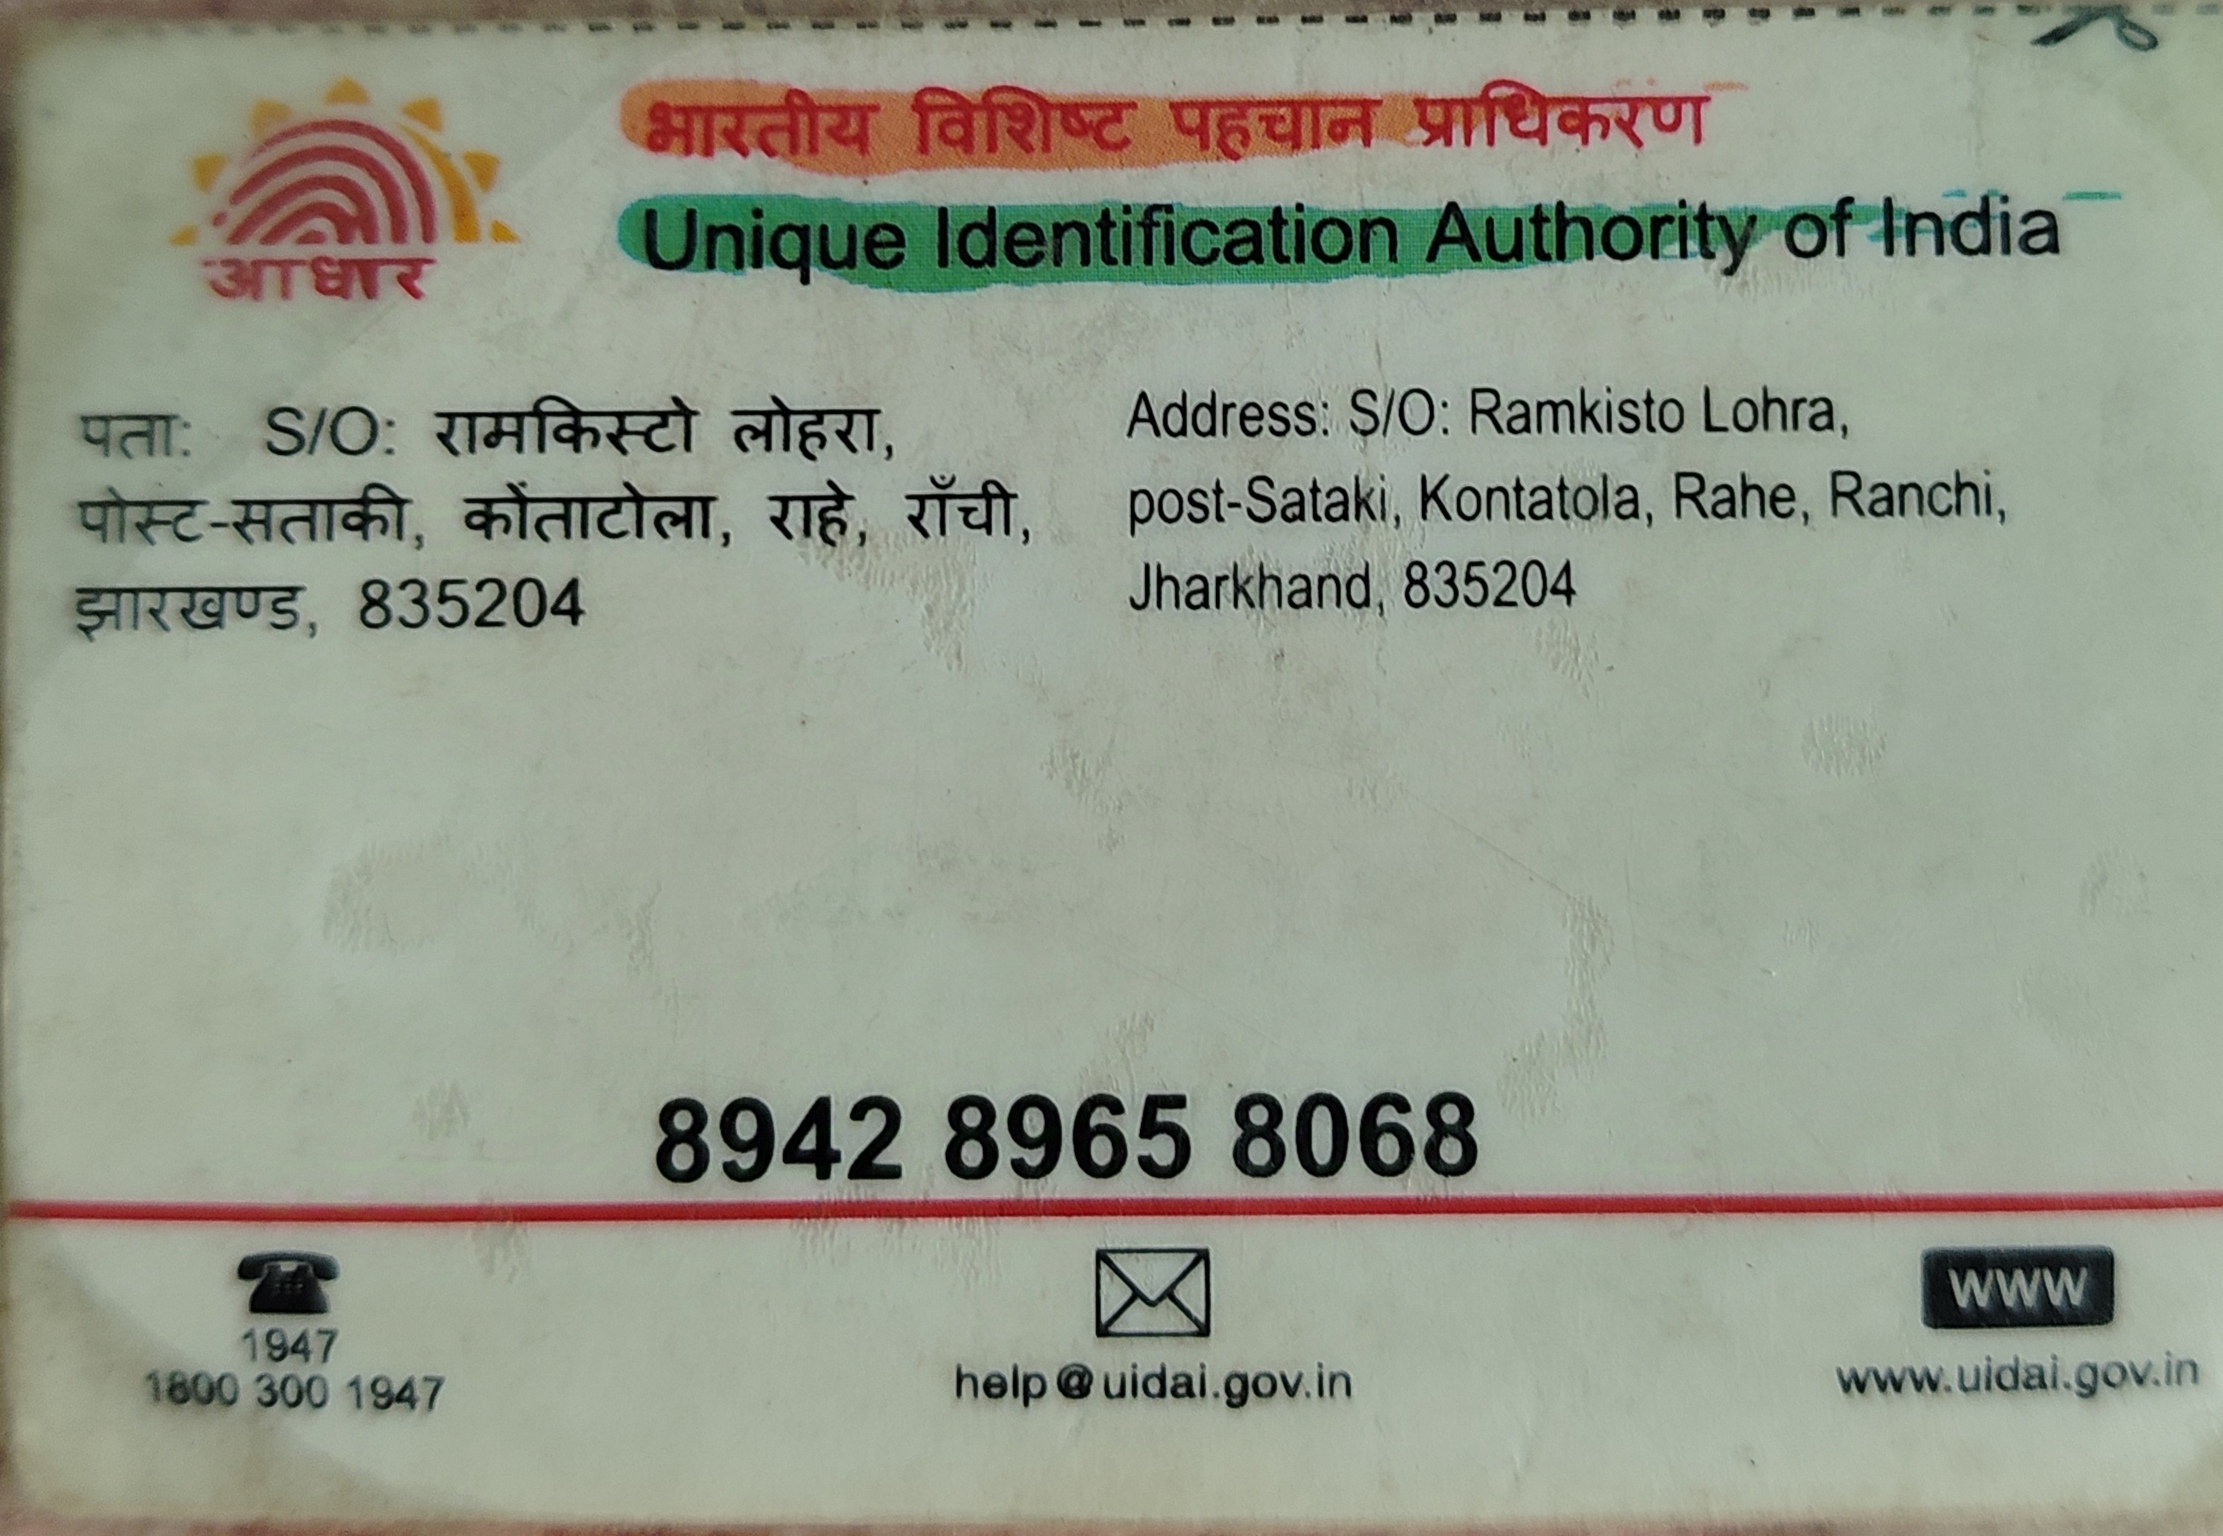 भारतीय विशिष्ट पहचान प्राधिकरण
Unique Identification Authority of India
आधार
पता: S/O: रामकिस्टो लोहरा,
पोस्ट-सताकी, कोंताटोला, राहे, राँची,
झारखण्ड, 835204
Address: S/O: Ramkisto Lohra,
post-Sataki, Kontatola, Rahe, Ranchi,
Jharkhand, 835204
8942 8965 8068
1947
1800 300 1947
help@uidai.gov.in
WWW
www.uidai.gov.in